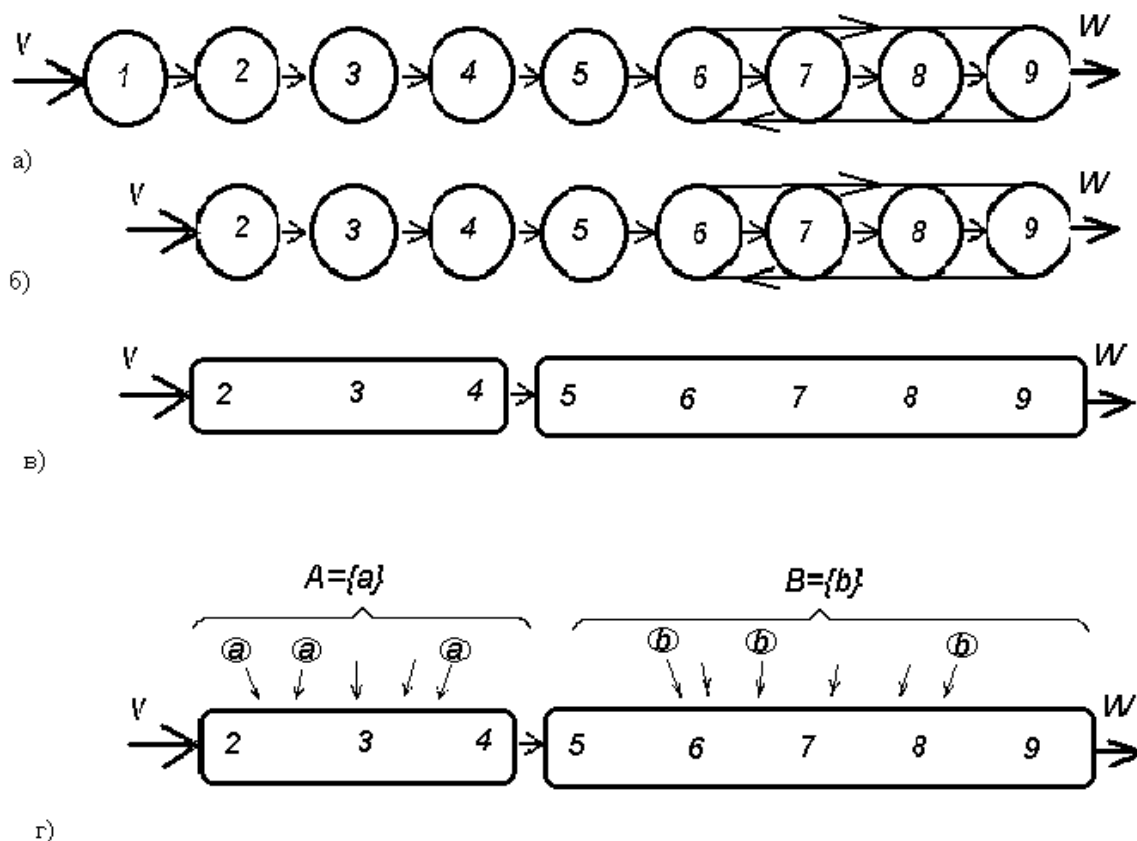 V 1 2 3 4 5 6 7 8 9 W
а)
V 2 3 4 5 6 7 8 9 W
б)
V 2 3 4 5 6 7 8 9 W
в)
A={a} B={b}
a a a b b b
V 2 3 4 5 6 7 8 9 W
г)